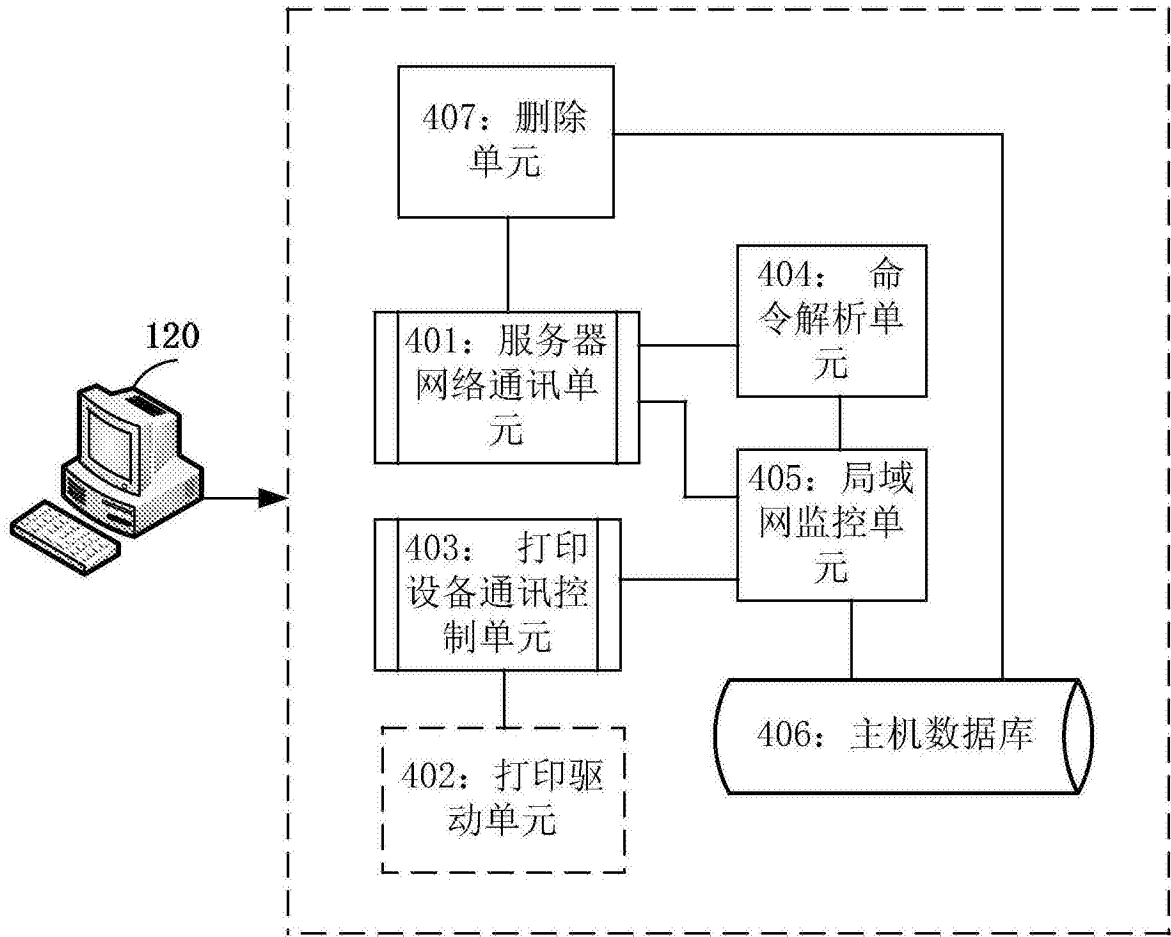 407：删除
单元
404： 命
令解析单
元
120
401：服务器
网络通讯单
元
405：局域
网监控单
元
403： 打印
设备通讯控
制单元
406：主机数据库
402：打印驱
动单元